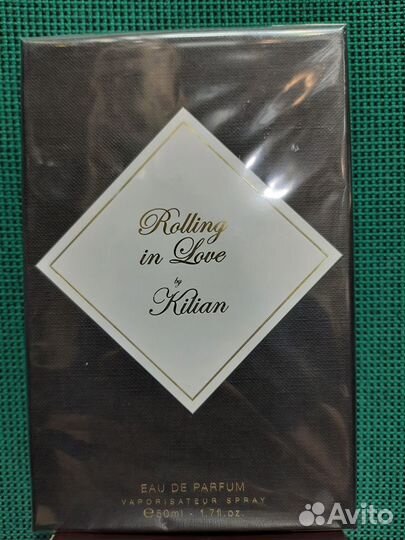 Rolling
in Love
by
Kilian
EAU DE PARFUM
VAPORISATEUR SPRAY
℮50ml - 1.7fl.oz.
Avito